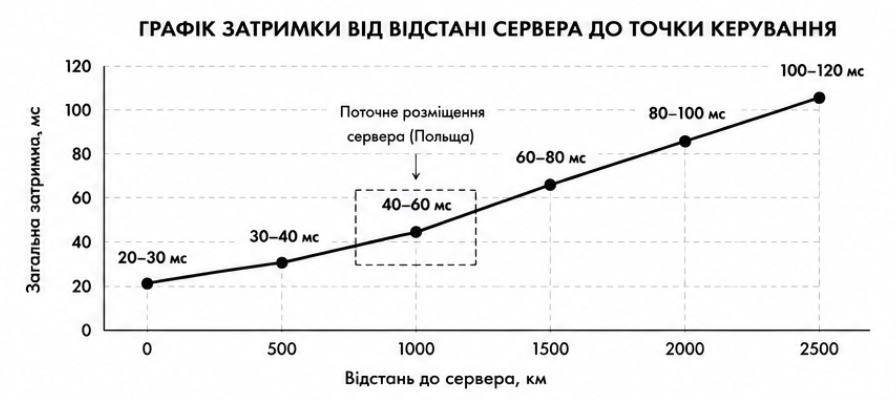 ГРАФІК ЗАТРИМКИ ВІД ВІДСТАНІ СЕРВЕРА ДО ТОЧКИ КЕРУВАННЯ
Загальна затримка, мс
120
100
80
60
40
20
0
20–30 мс
30–40 мс
Поточне розміщення
сервера (Польща)
40–60 мс
60–80 мс
80–100 мс
100–120 мс
0 500 1000 1500 2000 2500
Відстань до сервера, км